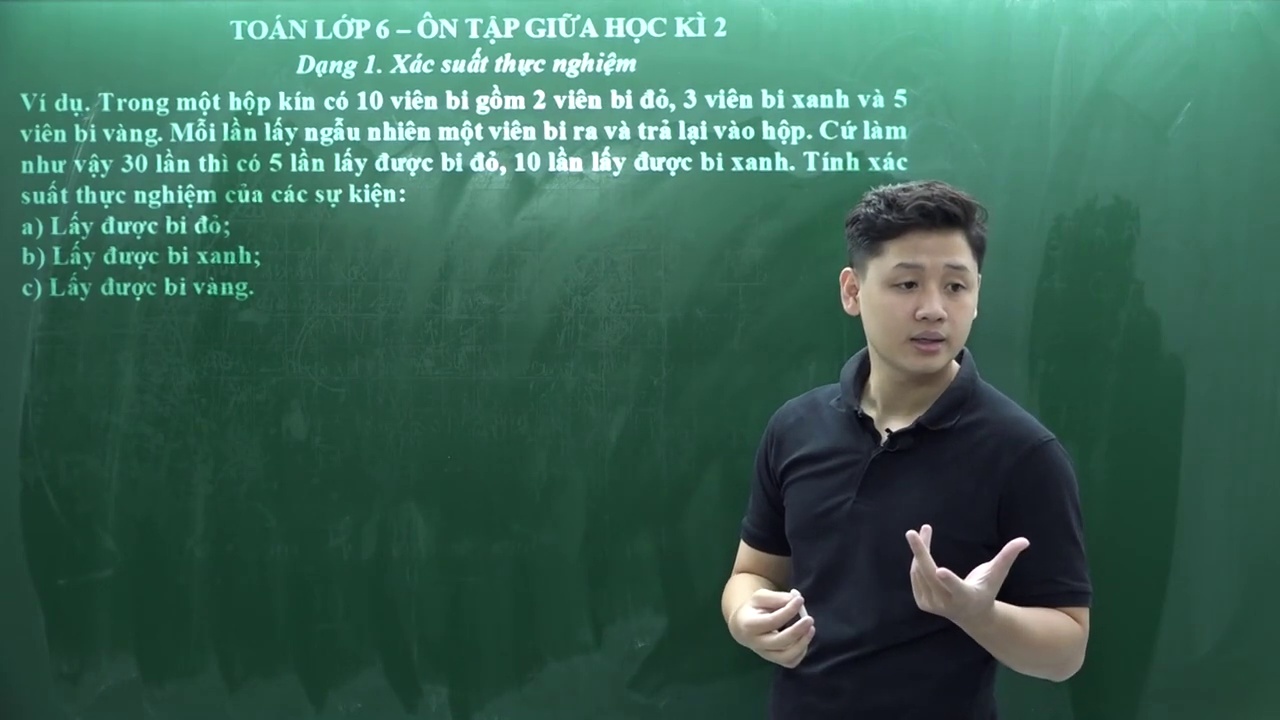 TOÁN LỚP 6 – ÔN TẬP GIỮA HỌC KÌ 2
Dạng 1. Xác suất thực nghiệm
Ví dụ. Trong một hộp kín có 10 viên bi gồm 2 viên bi đỏ, 3 viên bi xanh và 5
viên bi vàng. Mỗi lần lấy ngẫu nhiên một viên bi ra và trả lại vào hộp. Cứ làm
như vậy 30 lần thì có 5 lần lấy được bi đỏ, 10 lần lấy được bi xanh. Tính xác
suất thực nghiệm của các sự kiện:
a) Lấy được bi đỏ;
b) Lấy được bi xanh;
c) Lấy được bi vàng.